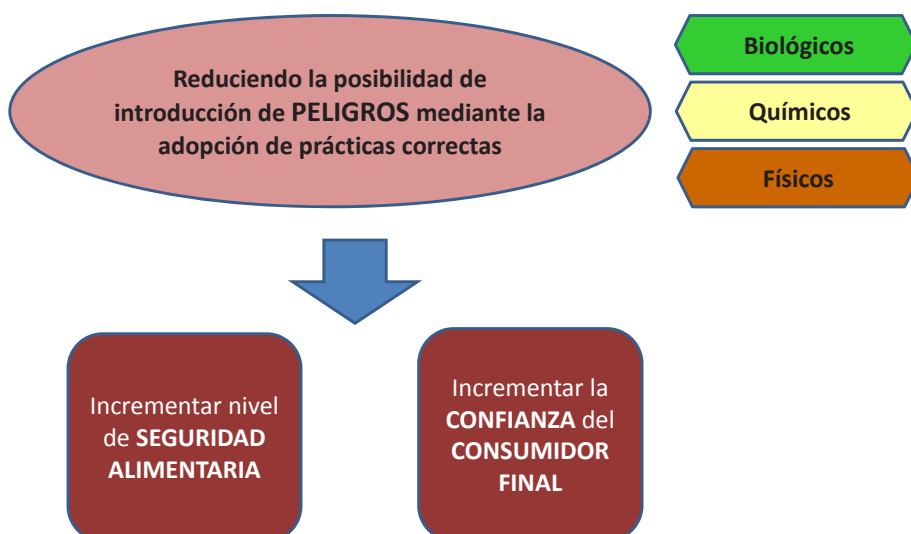 Reduciendo la posibilidad de
introducción de PELIGROS mediante la
adopción de prácticas correctas
Biológicos
Químicos
Físicos
Incrementar nivel
de SEGURIDAD
ALIMENTARIA
Incrementar la
CONFIANZA del
CONSUMIDOR
FINAL